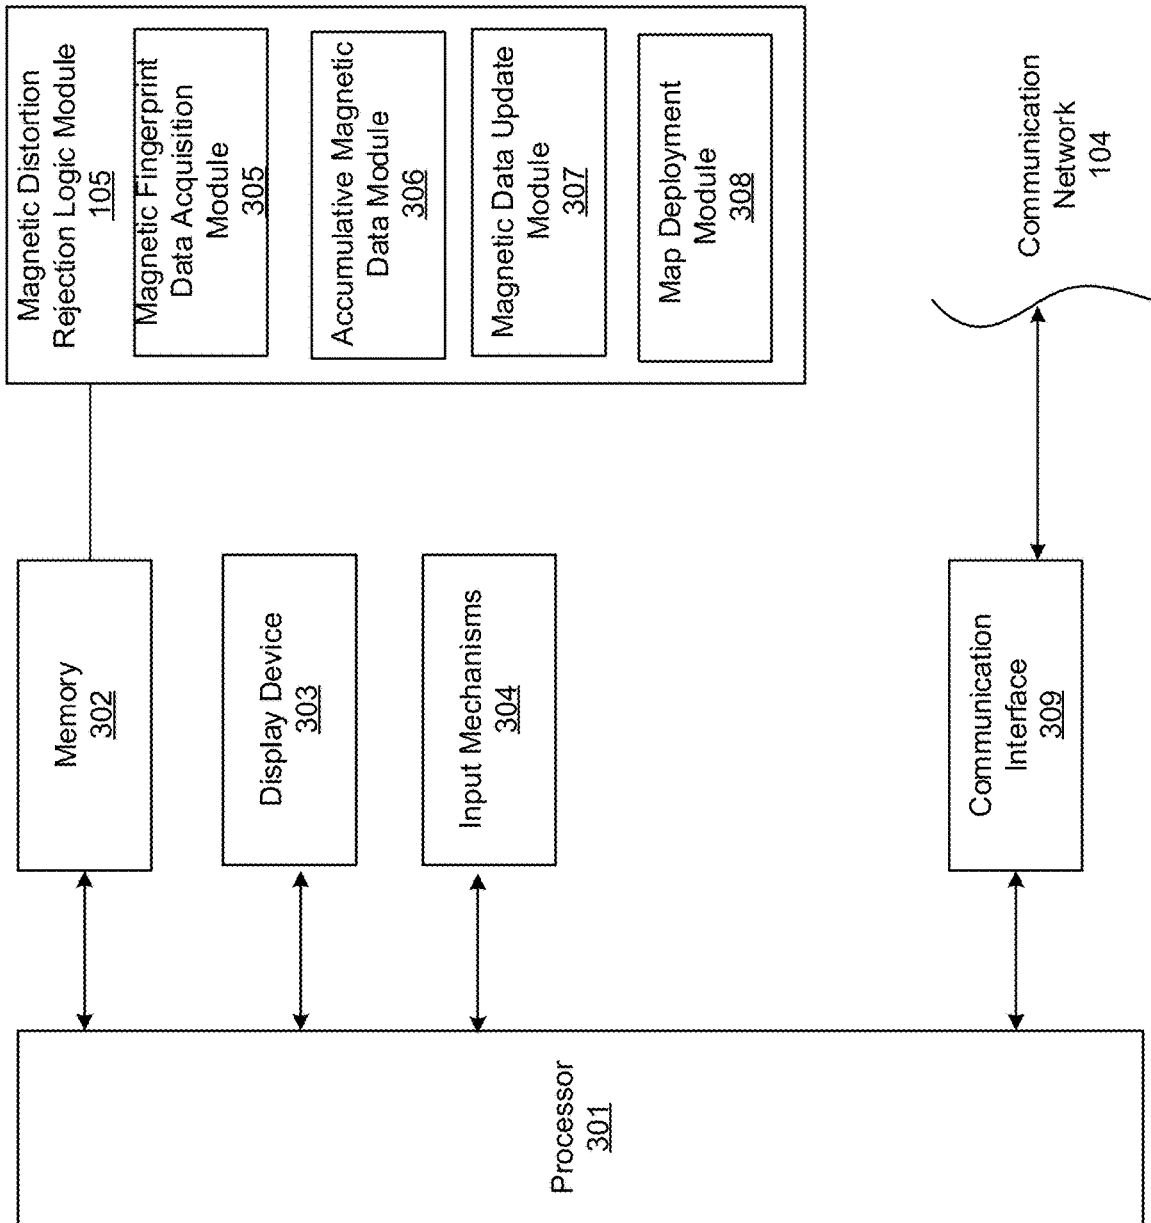 Magnetic Distortion
Rejection Logic Module
105
Magnetic Fingerprint
Data Acquisition
Module
305
Accumulative Magnetic
Data Module
306
Magnetic Data Update
Module
307
Map Deployment
Module
308
Memory
302
Display Device
303
Input Mechanisms
304
Communication
Interface
309
Communication
Network
104
Processor
301